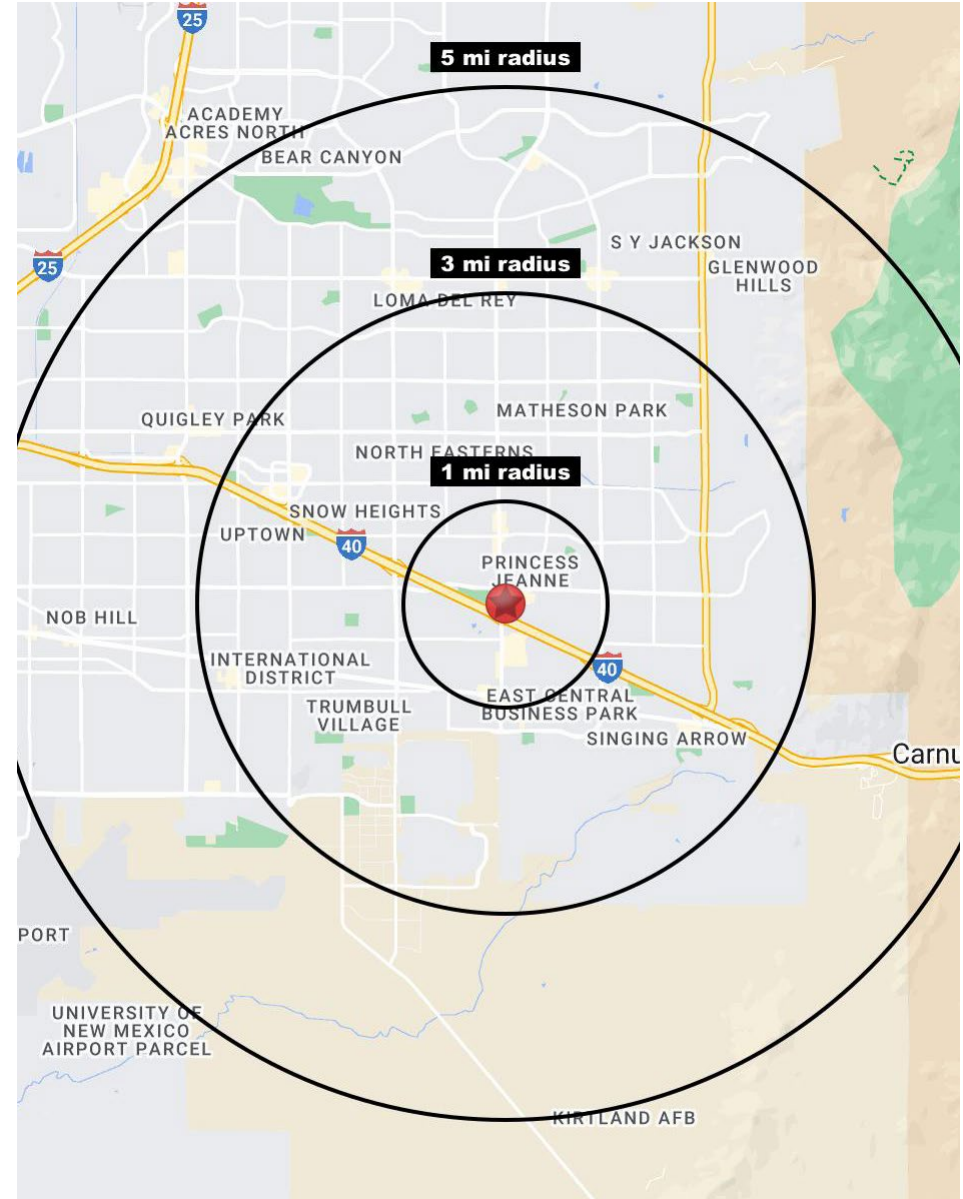 25
5 mi radius
ACADEMY
ACRES NORTH
BEAR CANYON
S Y JACKSON
25
3 mi radius
GLENWOOD
HILLS
LOMA DEL REY
QUIGLEY PARK
MATHESON PARK
NORTH EASTERNS
1 mi radius
SNOW HEIGHTS
UPTOWN
40
PRINCESS
JEANNE
NOB HILL
INTERNATIONAL
DISTRICT
40
TRUMBULL
VILLAGE
EAST CENTRAL
BUSINESS PARK
SINGING ARROW
Carnu
PORT
UNIVERSITY OF
NEW MEXICO
AIRPORT PARCEL
KIRTLAND AFB